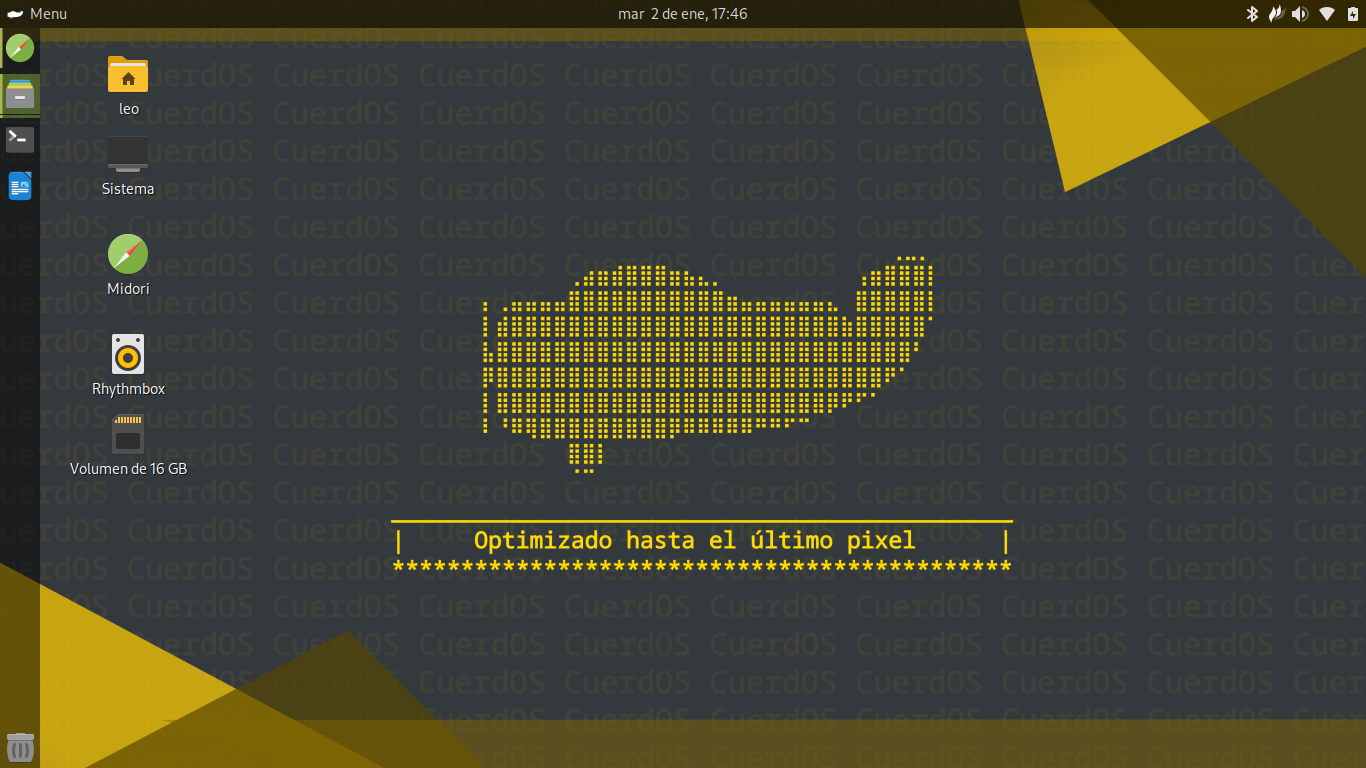 Menu
mar 2 de ene, 17:46
leo
Sistema
Midori
Rhythmbox
Volumen de 16 GB
CuerdOS CuerdOS CuerdOS CuerdOS CuerdOS CuerdOS CuerdOS CuerdOS CuerdOS
Optimizado hasta el último pixel
*********************************************